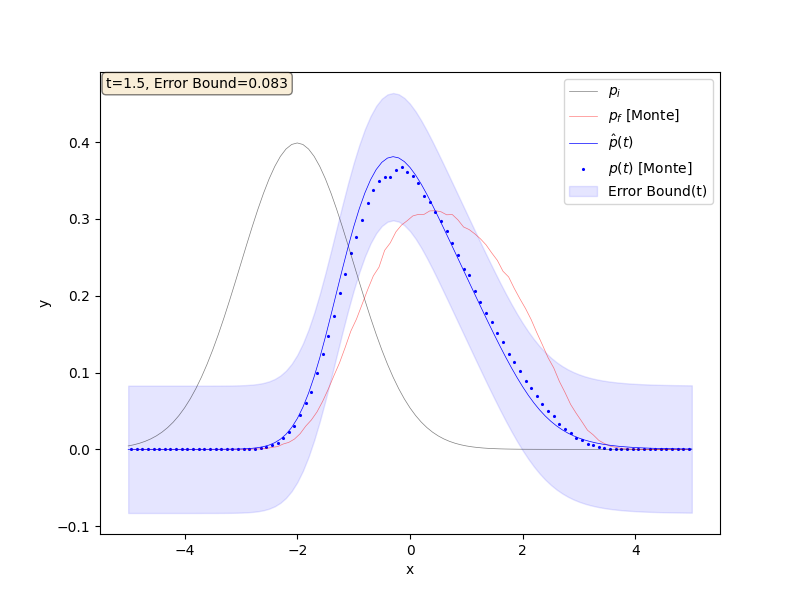 t=1.5, Error Bound=0.083
p_i
p_f [Monte]
p̂(t)
p(t) [Monte]
Error Bound(t)
y
0.4
0.3
0.2
0.1
0.0
−0.1
−4
−2
0
2
4
x